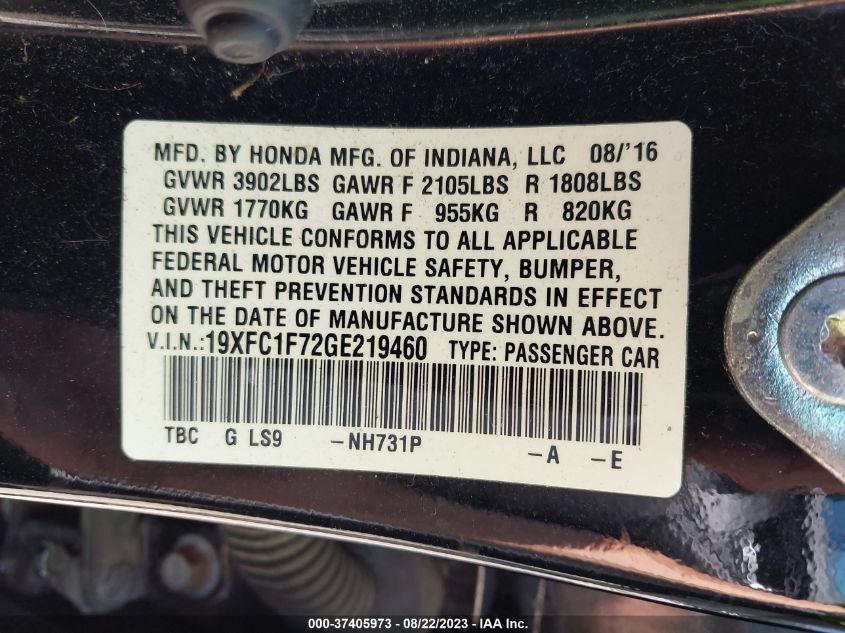 MFD. BY HONDA MFG. OF INDIANA, LLC 08/'16
GVWR 3902LBS GAWR F 2105LBS R 1808LBS
GVWR 1770KG GAWR F 955KG R 820KG
THIS VEHICLE CONFORMS TO ALL APPLICABLE
FEDERAL MOTOR VEHICLE SAFETY, BUMPER,
AND THEFT PREVENTION STANDARDS IN EFFECT
ON THE DATE OF MANUFACTURE SHOWN ABOVE.
V.I.N.:19XFC1F72GE219460 TYPE: PASSENGER CAR
TBC G LS9 -NH731P -A -E
000-37405973 - 08/22/2023 - IAA Inc.